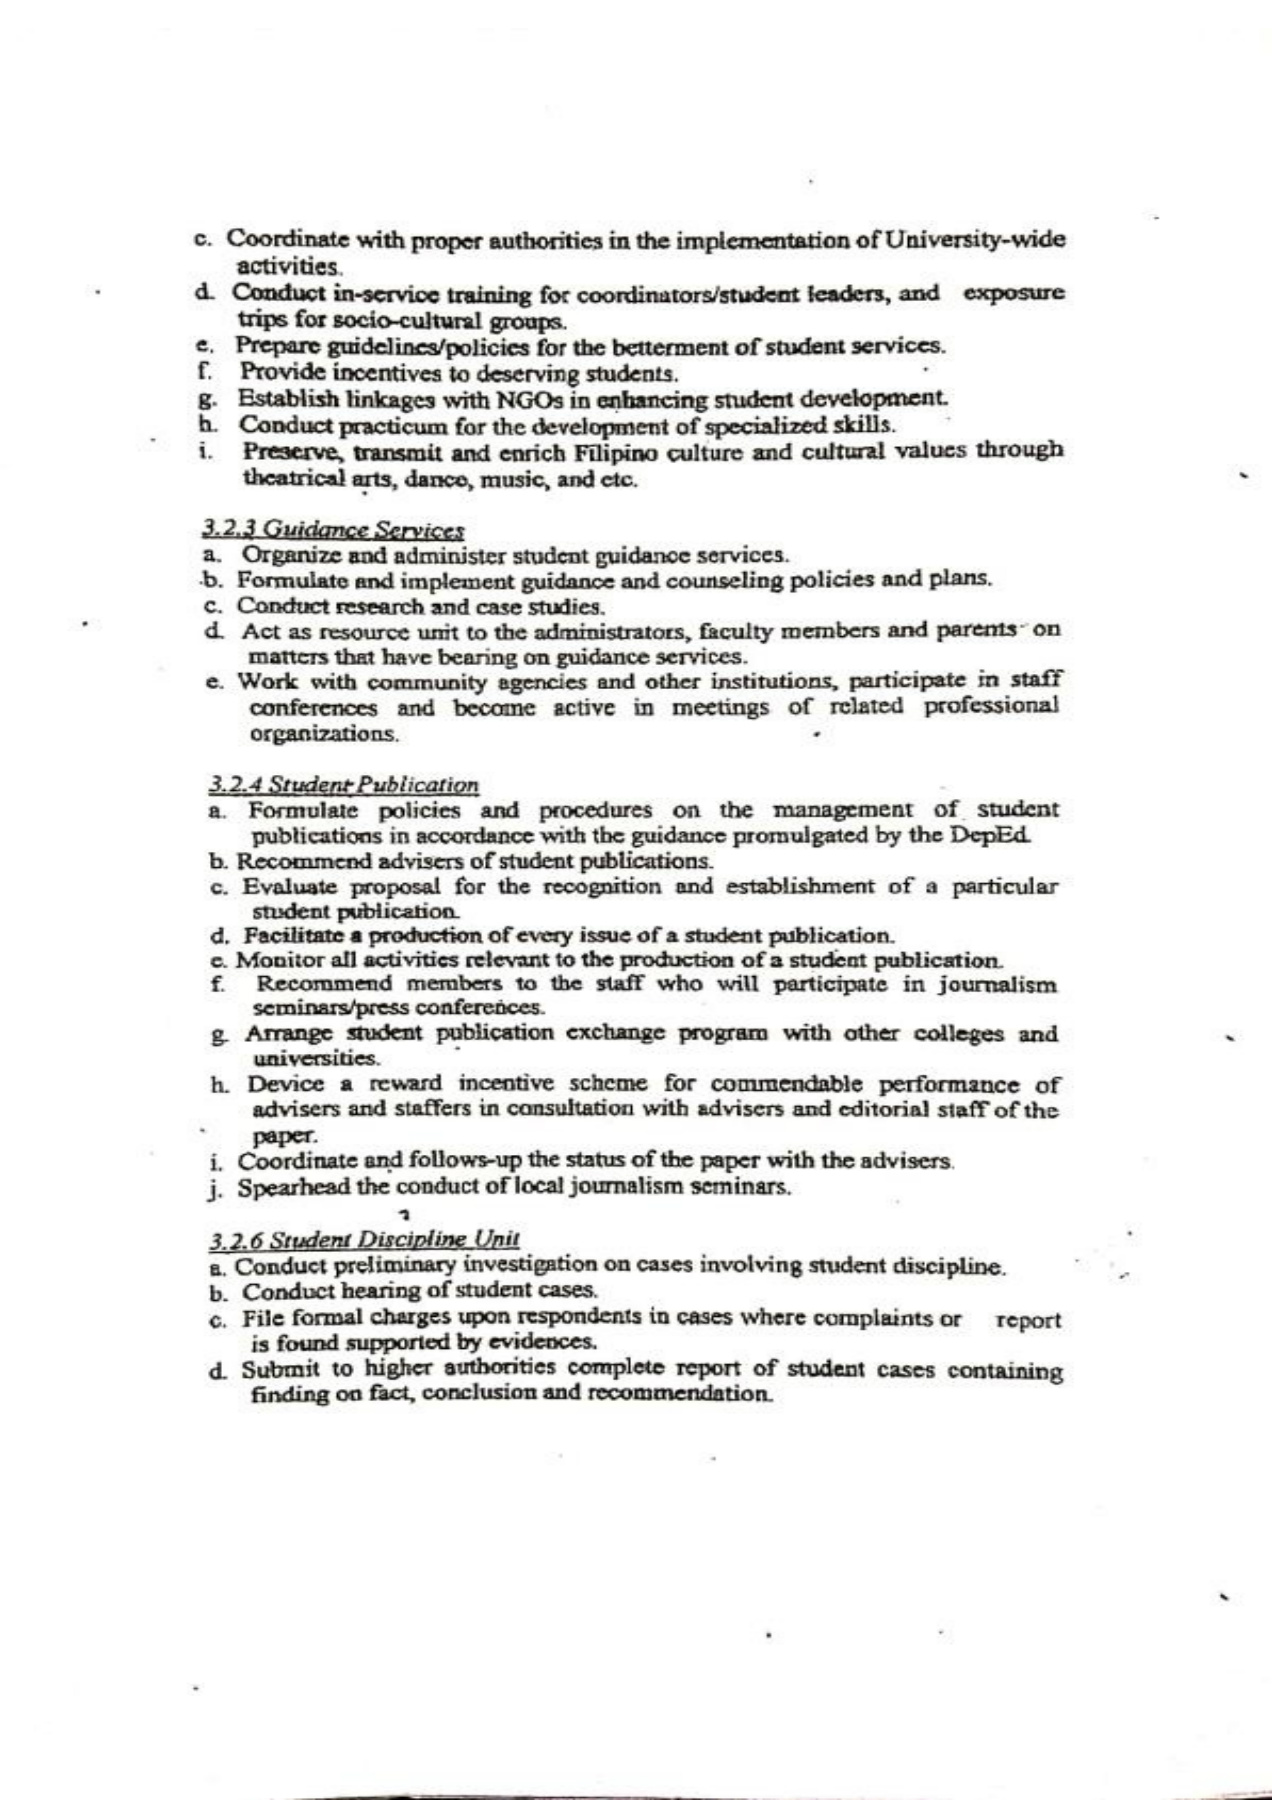 c. Coordinate with proper authorities in the implementation of University-wide
activities.
d. Conduct in-service training for coordinators/student leaders, and exposure
trips for socio-cultural groups.
e. Prepare guidelines/policies for the betterment of student services.
f. Provide incentives to deserving students.
g. Establish linkages with NGOs in enhancing student development.
h. Conduct practicum for the development of specialized skills.
i. Preserve, transmit and enrich Filipino culture and cultural values through
theatrical arts, dance, music, and etc.
3.2.3 Guidance Services
a. Organize and administer student guidance services.
b. Formulate and implement guidance and counseling policies and plans.
c. Conduct research and case studies.
d. Act as resource unit to the administrators, faculty members and parents on
matters that have bearing on guidance services.
e. Work with community agencies and other institutions, participate in staff
conferences and become active in meetings of related professional
organizations.
3.2.4 Student Publication
a. Formulate policies and procedures on the management of student
publications in accordance with the guidance promulgated by the DepEd.
b. Recommend advisers of student publications.
c. Evaluate proposal for the recognition and establishment of a particular
student publication.
d. Facilitate a production of every issue of a student publication.
e. Monitor all activities relevant to the production of a student publication.
f. Recommend members to the staff who will participate in journalism
seminars/press conferences.
g. Arrange student publication exchange program with other colleges and
universities.
h. Device a reward incentive scheme for commendable performance of
advisers and staffers in consultation with advisers and editorial staff of the
paper.
i. Coordinate and follows-up the status of the paper with the advisers.
j. Spearhead the conduct of local journalism seminars.
3.2.6 Student Discipline Unit
a. Conduct preliminary investigation on cases involving student discipline.
b. Conduct hearing of student cases.
c. File formal charges upon respondents in cases where complaints or report
is found supported by evidences.
d. Submit to higher authorities complete report of student cases containing
finding on fact, conclusion and recommendation.